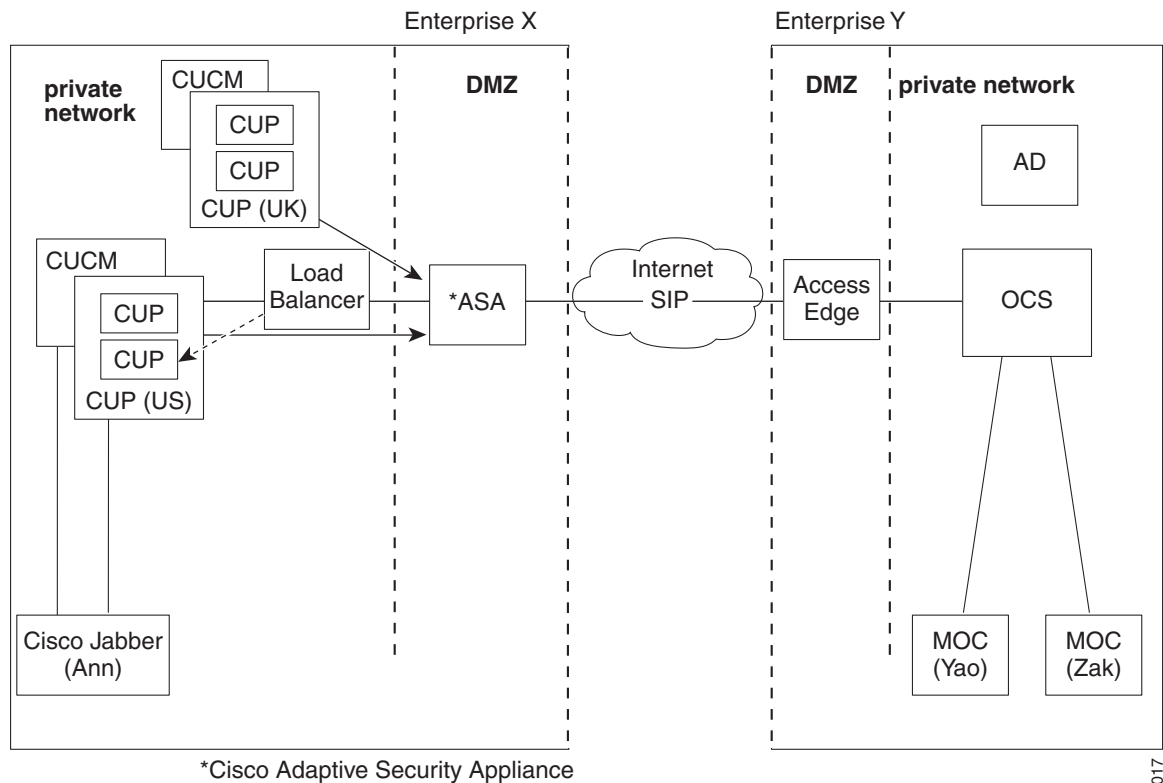 Enterprise X
Enterprise Y
private
network
CUCM
CUP
CUP
CUP (UK)
DMZ
DMZ
private network
AD
CUCM
CUP
CUP
CUP (US)
Load
Balancer
*ASA
Internet
SIP
Access
Edge
OCS
Cisco Jabber
(Ann)
MOC
(Yao)
MOC
(Zak)
*Cisco Adaptive Security Appliance